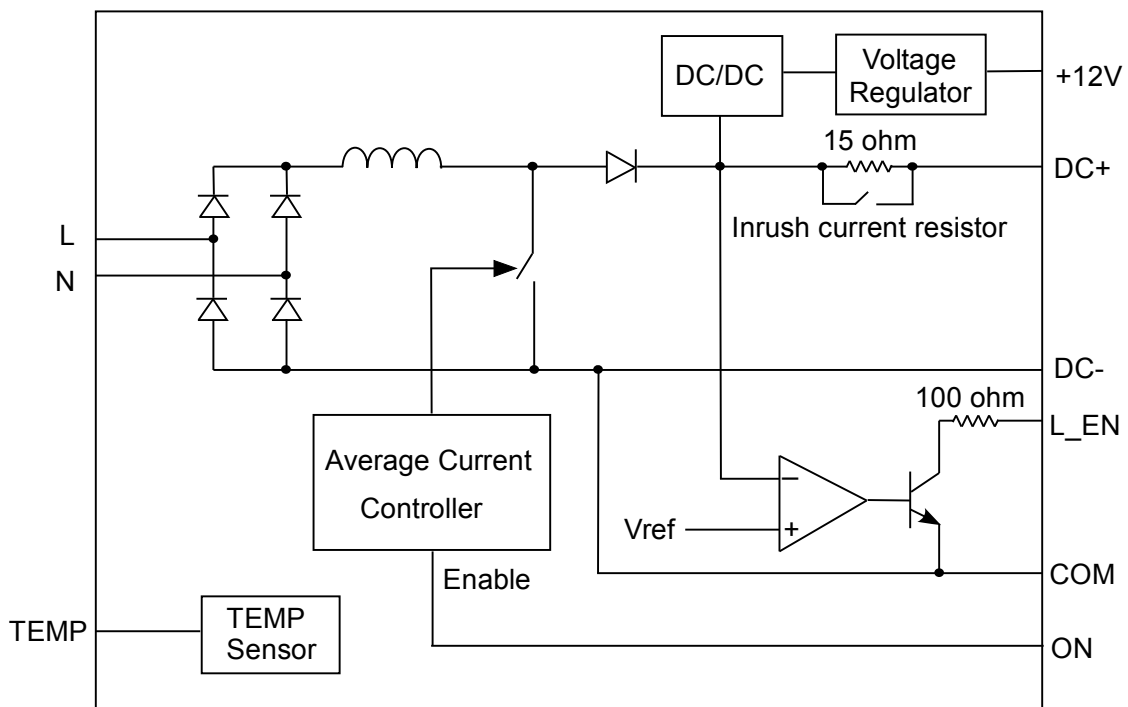 DC/DC
Voltage
Regulator
+12V
15 ohm
DC+
Inrush current resistor
L
N
DC-
100 ohm
L_EN
Average Current
Controller
−
Vref
+
Enable
COM
TEMP
TEMP
Sensor
ON